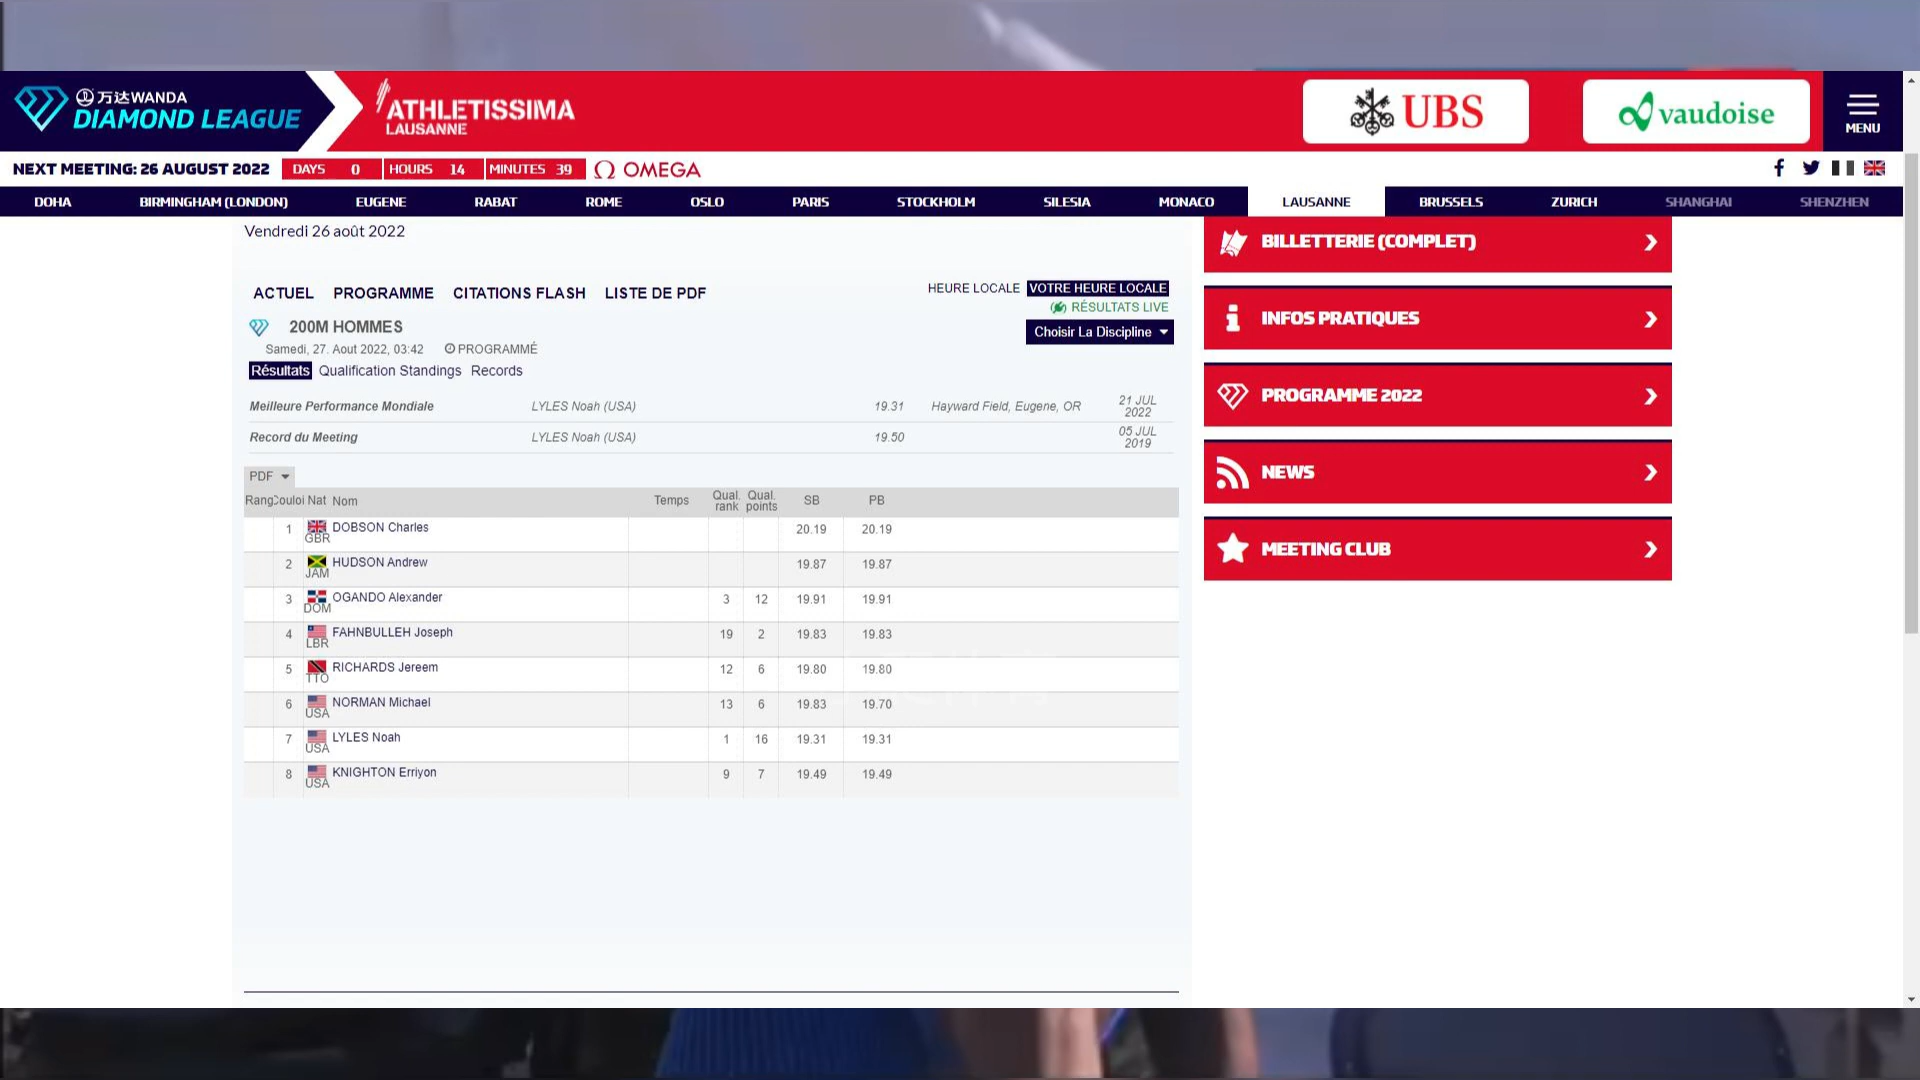 万达WANDA
DIAMOND LEAGUE
ATHLETISSIMA
LAUSANNE
UBS
vaudoise
MENU
NEXT MEETING: 26 AUGUST 2022 DAYS 0 HOURS 14 MINUTES 39 OMEGA
DOHA BIRMINGHAM (LONDON) EUGENE RABAT ROME OSLO PARIS STOCKHOLM SILESIA MONACO LAUSANNE BRUSSELS ZURICH SHANGHAI SHENZHEN
Vendredi 26 août 2022
ACTUEL PROGRAMME CITATIONS FLASH LISTE DE PDF
HEURE LOCALE VOTRE HEURE LOCALE
RÉSULTATS LIVE
Choisir La Discipline
200M HOMMES
Samedi, 27. Aout 2022, 03:42 PROGRAMMÉ
Résultats Qualification Standings Records
Meilleure Performance Mondiale LYLES Noah (USA) 19.31 Hayward Field, Eugene, OR 21 JUL 2022
Record du Meeting LYLES Noah (USA) 19.50 05 JUL 2019
PDF
Rang Couloi Nat Nom Temps Qual. rank Qual. points SB PB
1 GBR DOBSON Charles 20.19 20.19
2 JAM HUDSON Andrew 19.87 19.87
3 DOM OGANDO Alexander 3 12 19.91 19.91
4 LBR FAHNBULLEH Joseph 19 2 19.83 19.83
5 TTO RICHARDS Jereem 12 6 19.80 19.80
6 USA NORMAN Michael 13 6 19.83 19.70
7 USA LYLES Noah 1 16 19.31 19.31
8 USA KNIGHTON Erriyon 9 7 19.49 19.49
BILLETTERIE (COMPLET)
INFOS PRATIQUES
PROGRAMME 2022
NEWS
MEETING CLUB